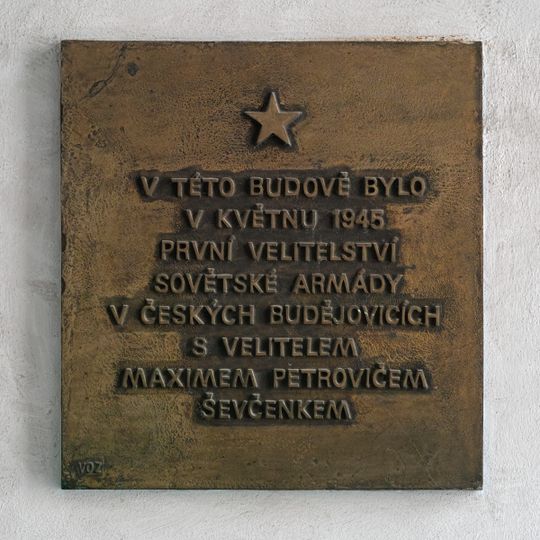 V TÉTO BUDOVĚ BYLO
V KVĚTNU 1945
PRVNÍ VELITELSTVÍ
SOVĚTSKÉ ARMÁDY
V ČESKÝCH BUDĚJOVICÍCH
S VELITELEM
MAXIMEM PETROVIČEM
ŠEVČENKEM
VOZ